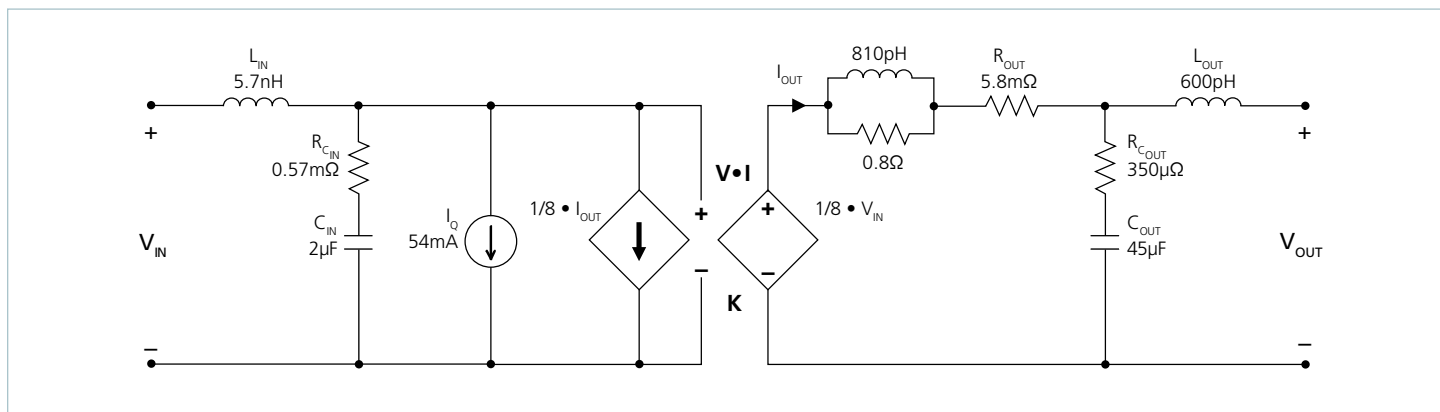 L_IN
5.7nH
+
V_IN
–
R_C_IN
0.57mΩ
C_IN
2µF
I_Q
54mA
1/8 • I_OUT
+
–
V•I
K
+
–
1/8 • V_IN
I_OUT
810pH
0.8Ω
R_OUT
5.8mΩ
R_C_OUT
350µΩ
C_OUT
45µF
L_OUT
600pH
+
V_OUT
–